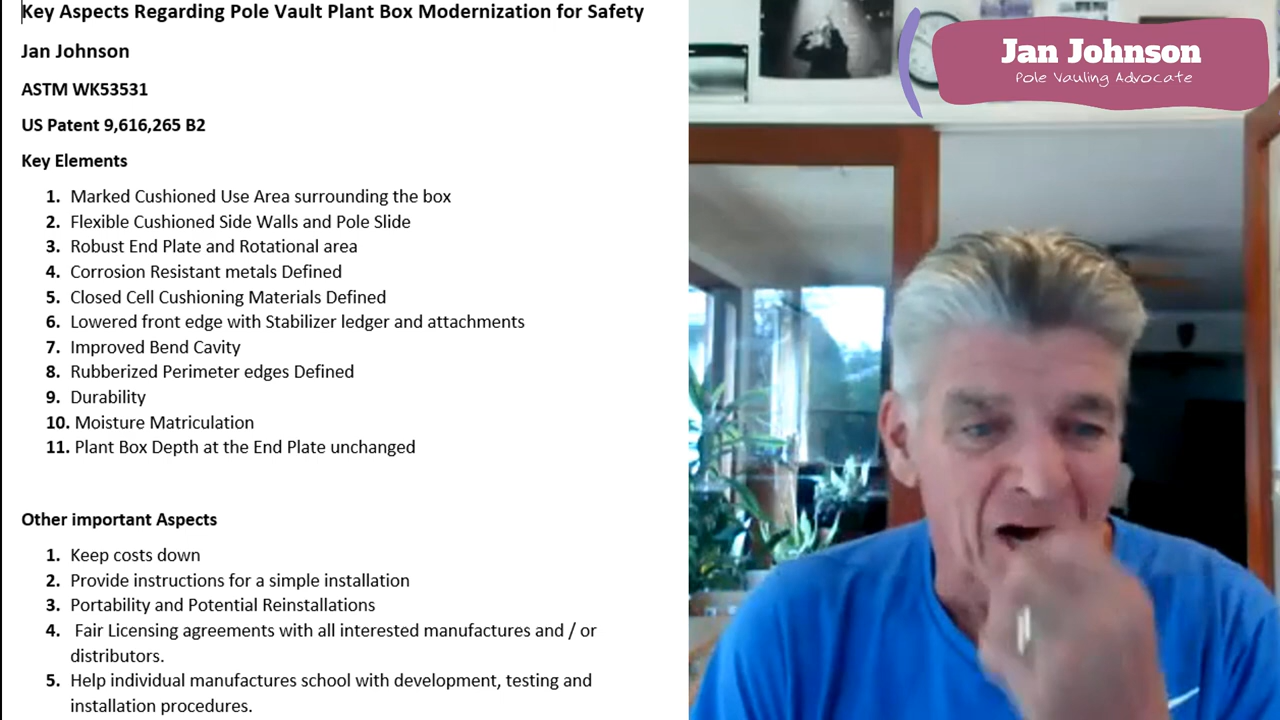 Key Aspects Regarding Pole Vault Plant Box Modernization for Safety
Jan Johnson
ASTM WK53531
US Patent 9,616,265 B2
Key Elements
1. Marked Cushioned Use Area surrounding the box
2. Flexible Cushioned Side Walls and Pole Slide
3. Robust End Plate and Rotational area
4. Corrosion Resistant metals Defined
5. Closed Cell Cushioning Materials Defined
6. Lowered front edge with Stabilizer ledger and attachments
7. Improved Bend Cavity
8. Rubberized Perimeter edges Defined
9. Durability
10. Moisture Matriculation
11. Plant Box Depth at the End Plate unchanged
Other important Aspects
1. Keep costs down
2. Provide instructions for a simple installation
3. Portability and Potential Reinstallations
4. Fair Licensing agreements with all interested manufactures and / or
distributors.
5. Help individual manufactures school with development, testing and
installation procedures.
Jan Johnson
Pole Vauling Advocate